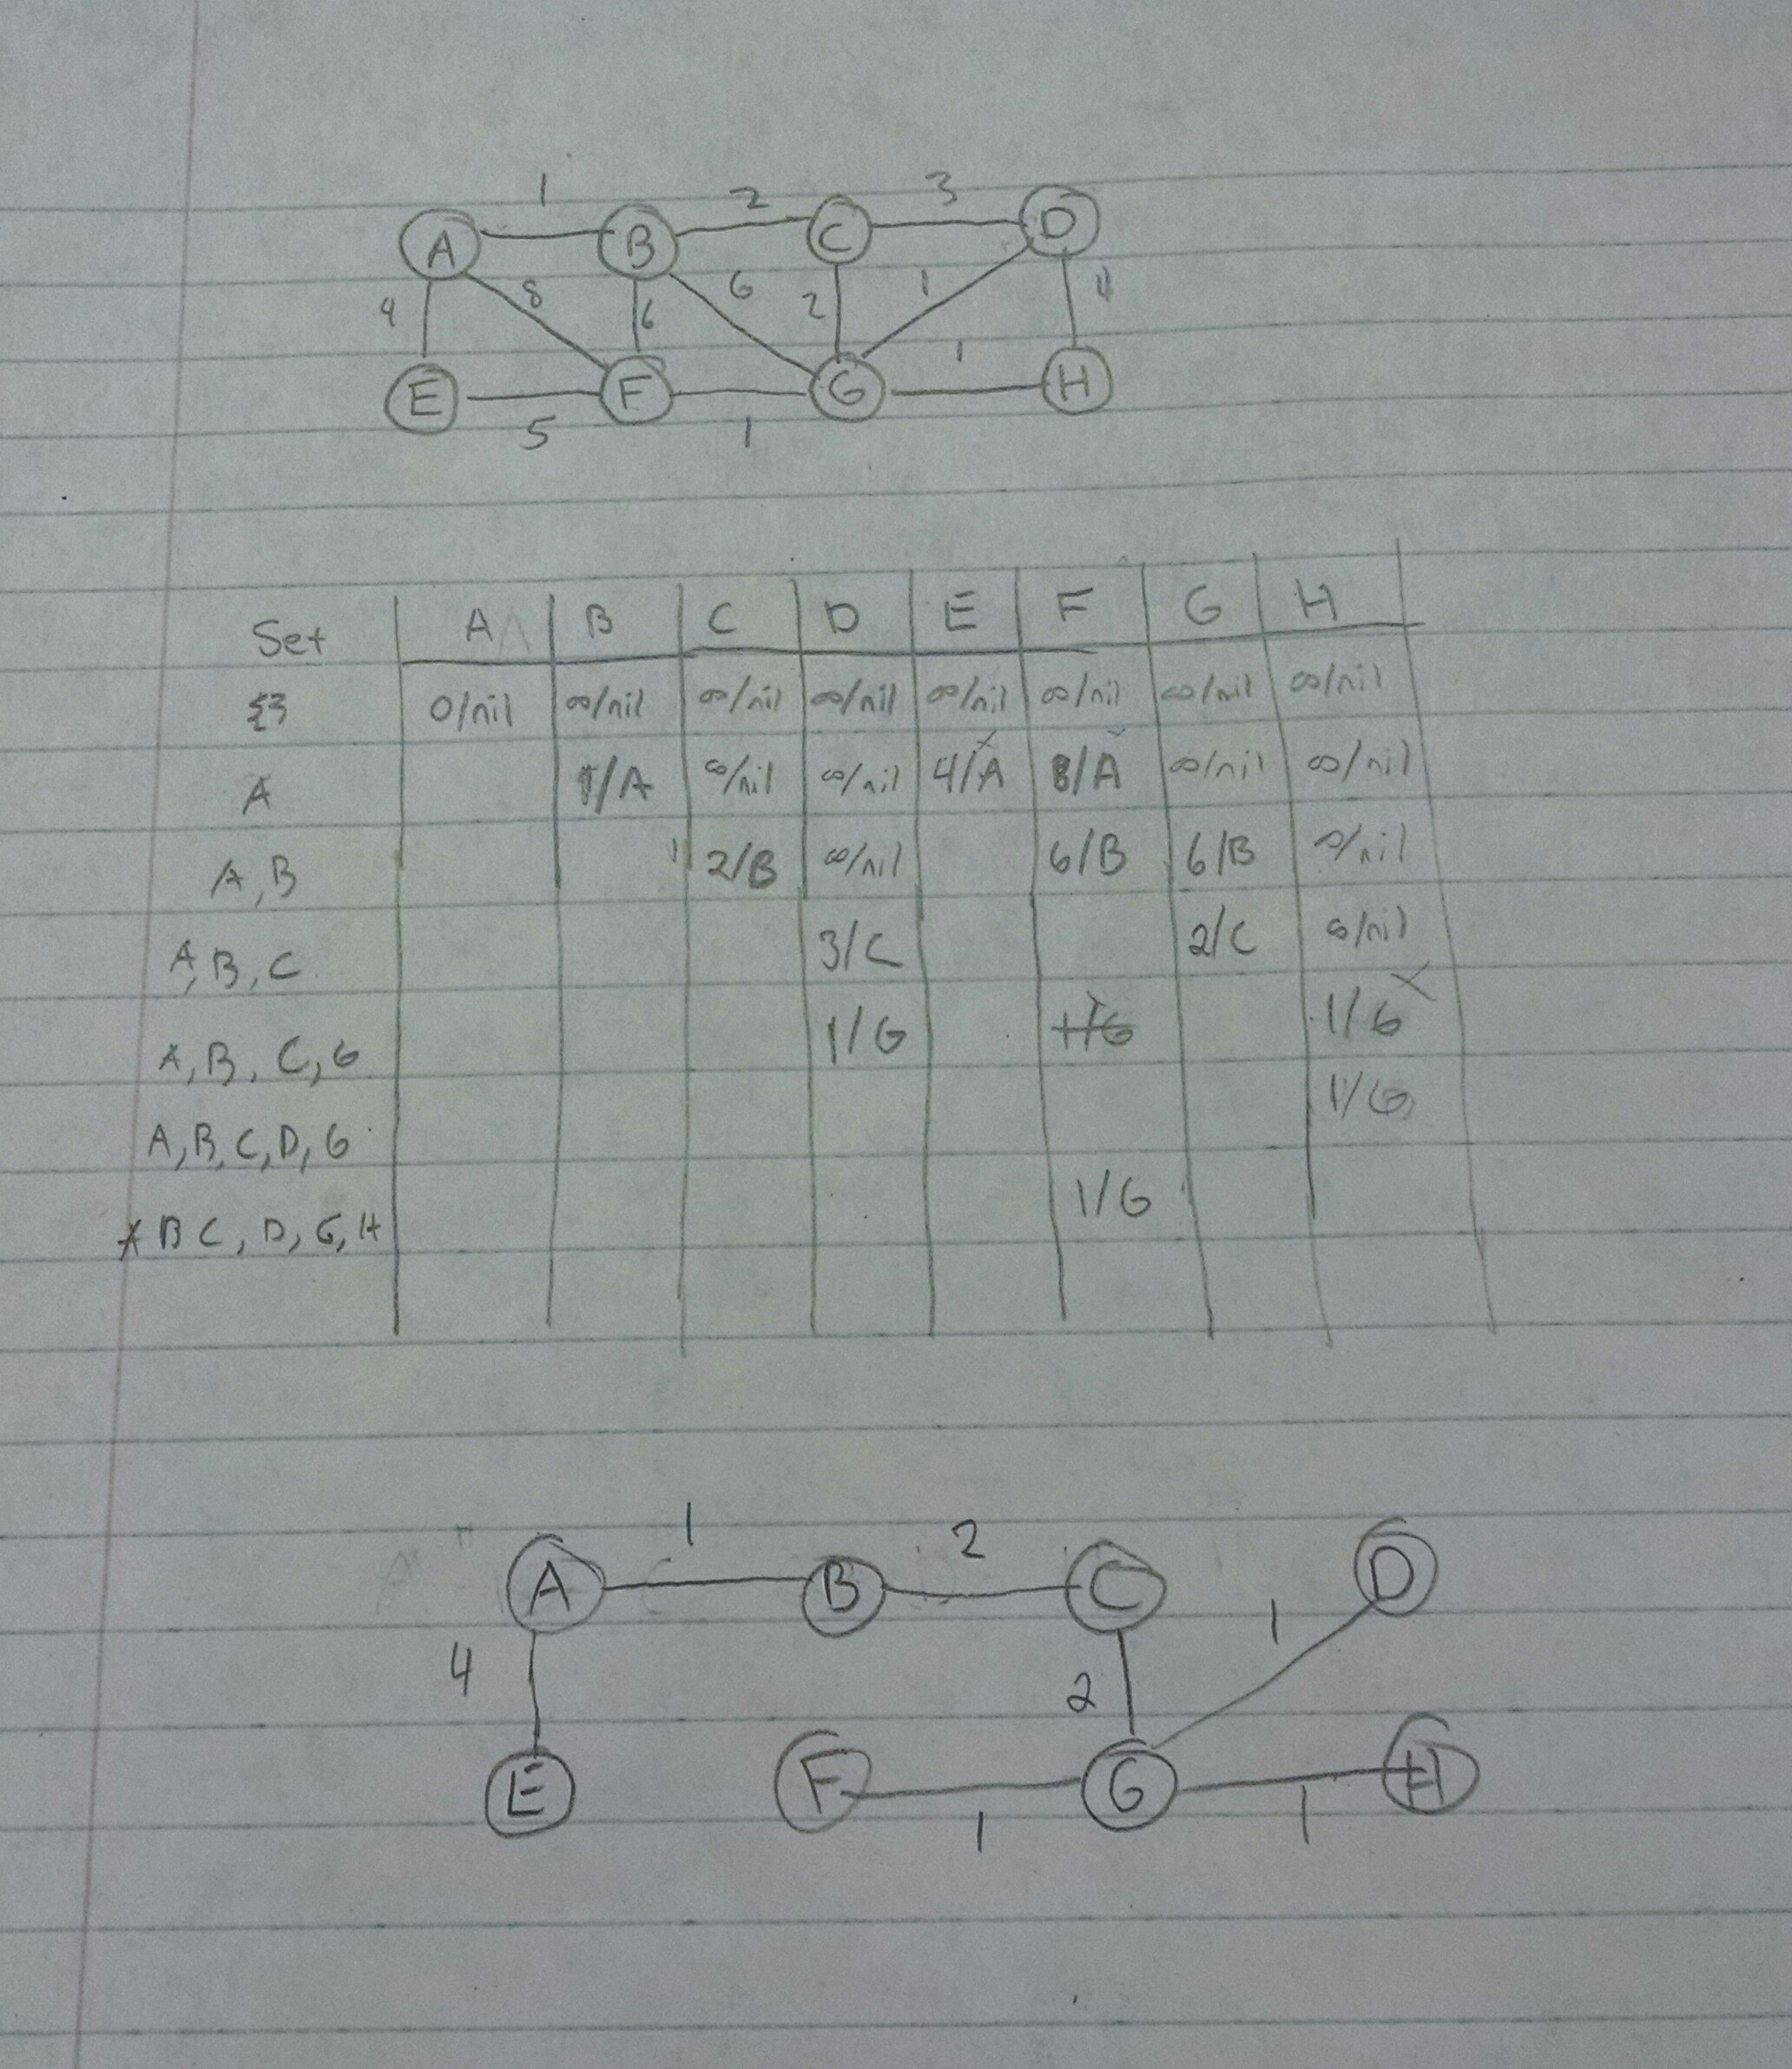 1 2 3
A B C D
4 8 6 6 2 1 4
1
E F G H
5 1
Set A B C D E F G H
{} 0/nil ∞/nil ∞/nil ∞/nil ∞/nil ∞/nil ∞/nil ∞/nil
A 1/A ∞/nil ∞/nil 4/A 8/A ∞/nil ∞/nil
A,B 2/B ∞/nil 6/B 6/B ∞/nil
A,B,C 3/C 2/C ∞/nil
A,B,C,G 1/G 1/G 1/G
A,B,C,D,G 1/G
A B C, D, G, H 1/G
1 2
A B C D
1
4 2
E F G H
1 1